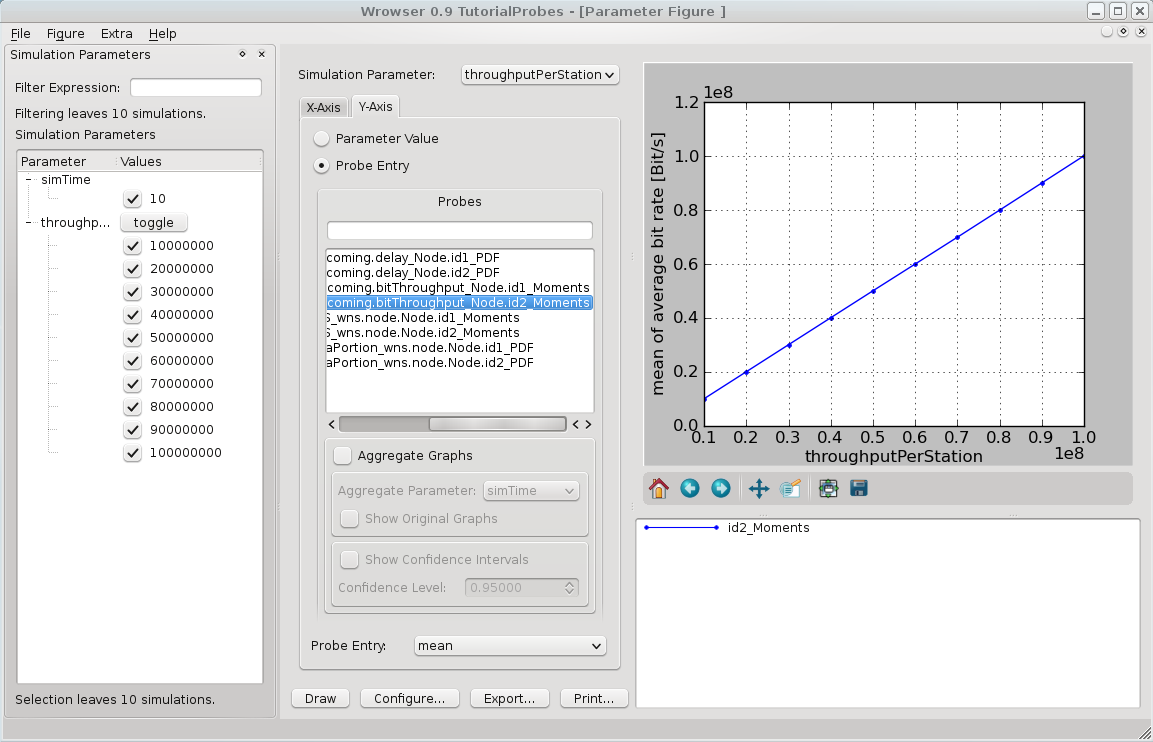 Wrowser 0.9 TutorialProbes - [Parameter Figure ]
File Figure Extra Help
Simulation Parameters
Filter Expression:
Filtering leaves 10 simulations.
Simulation Parameters
Parameter Values
simTime
10
throughp... toggle
10000000
20000000
30000000
40000000
50000000
60000000
70000000
80000000
90000000
100000000
Selection leaves 10 simulations.
Simulation Parameter: throughputPerStation
X-Axis Y-Axis
Parameter Value
Probe Entry
Probes
coming.delay_Node.id1_PDF
coming.delay_Node.id2_PDF
coming.bitThroughput_Node.id1_Moments
coming.bitThroughput_Node.id2_Moments
S_wns.node.Node.id1_Moments
S_wns.node.Node.id2_Moments
aPortion_wns.node.Node.id1_PDF
aPortion_wns.node.Node.id2_PDF
Aggregate Graphs
Aggregate Parameter: simTime
Show Original Graphs
Show Confidence Intervals
Confidence Level: 0.95000
Probe Entry: mean
Draw Configure... Export... Print...
1e8
1.2
1.0
0.8
0.6
0.4
0.2
0.0
mean of average bit rate [Bit/s]
0.1 0.2 0.3 0.4 0.5 0.6 0.7 0.8 0.9 1.0
throughputPerStation 1e8
id2_Moments